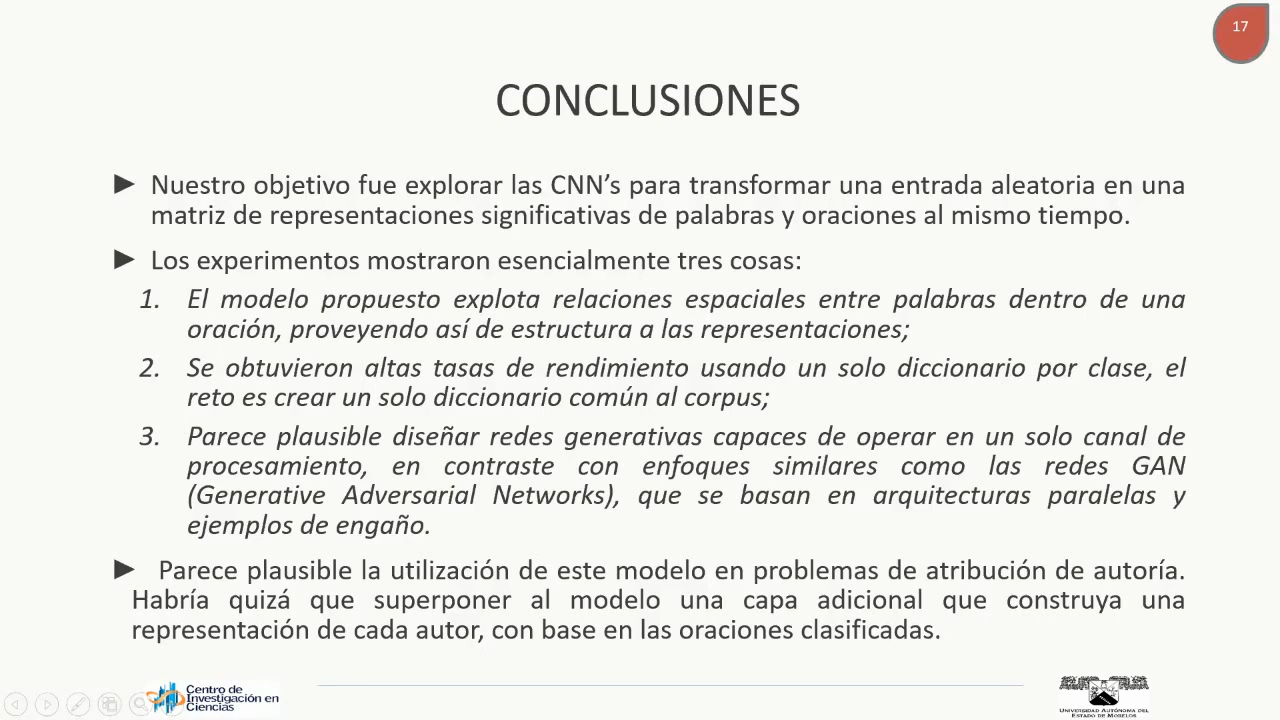 17
CONCLUSIONES
► Nuestro objetivo fue explorar las CNN’s para transformar una entrada aleatoria en una
matriz de representaciones significativas de palabras y oraciones al mismo tiempo.
► Los experimentos mostraron esencialmente tres cosas:
1. El modelo propuesto explota relaciones espaciales entre palabras dentro de una
oración, proveyendo así de estructura a las representaciones;
2. Se obtuvieron altas tasas de rendimiento usando un solo diccionario por clase, el
reto es crear un solo diccionario común al corpus;
3. Parece plausible diseñar redes generativas capaces de operar en un solo canal de
procesamiento, en contraste con enfoques similares como las redes GAN
(Generative Adversarial Networks), que se basan en arquitecturas paralelas y
ejemplos de engaño.
► Parece plausible la utilización de este modelo en problemas de atribución de autoría.
Habría quizá que superponer al modelo una capa adicional que construya una
representación de cada autor, con base en las oraciones clasificadas.
Centro de
Investigación en
Ciencias
Universidad Autónoma del
Estado de Morelos